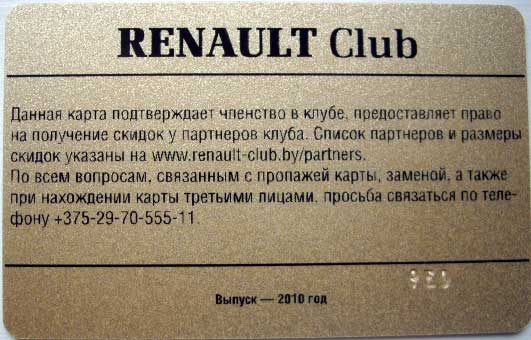 RENAULT Club
Данная карта подтверждает членство в клубе, предоставляет право
на получение скидок у партнеров клуба. Список партнеров и размеры
скидок указаны на www.renault-club.by/partners.
По всем вопросам, связанным с пропажей карты, заменой, а также
при нахождении карты третьими лицами, просьба связаться по теле-
фону +375-29-70-555-11.
Выпуск — 2010 год